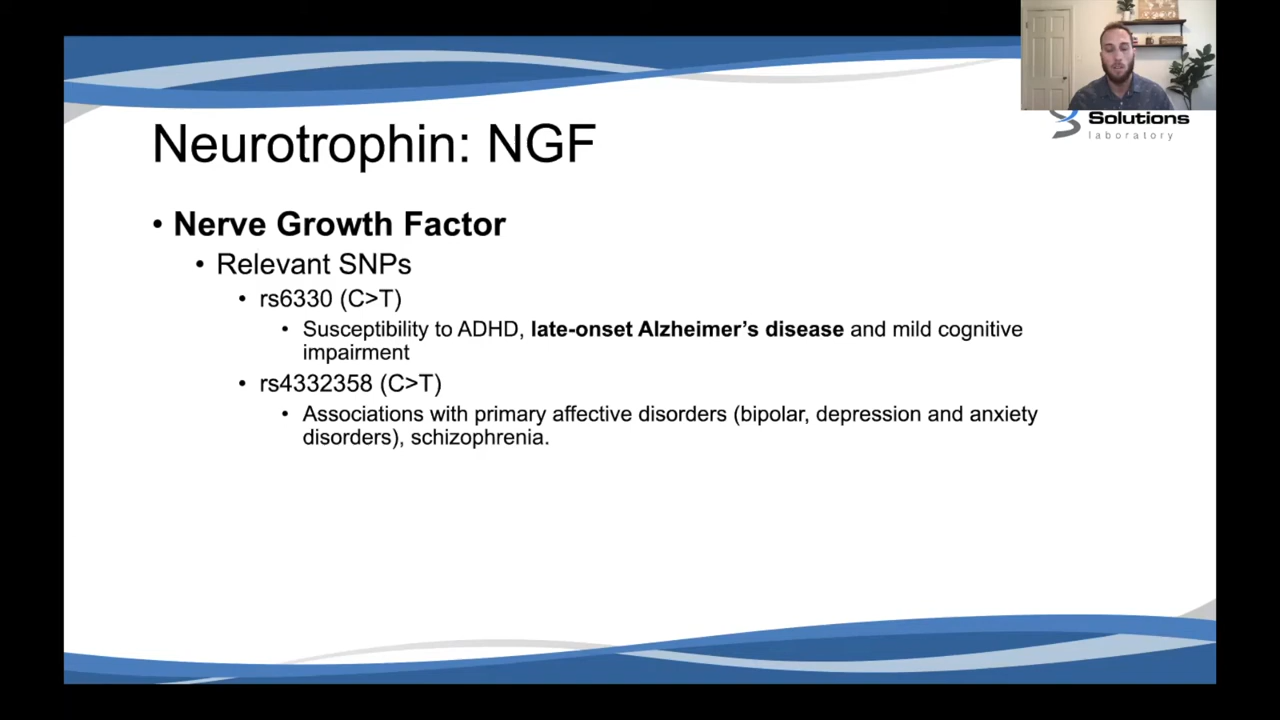 Solutions
laboratory
Neurotrophin: NGF
• Nerve Growth Factor
• Relevant SNPs
• rs6330 (C>T)
• Susceptibility to ADHD, late-onset Alzheimer’s disease and mild cognitive
impairment
• rs4332358 (C>T)
• Associations with primary affective disorders (bipolar, depression and anxiety
disorders), schizophrenia.